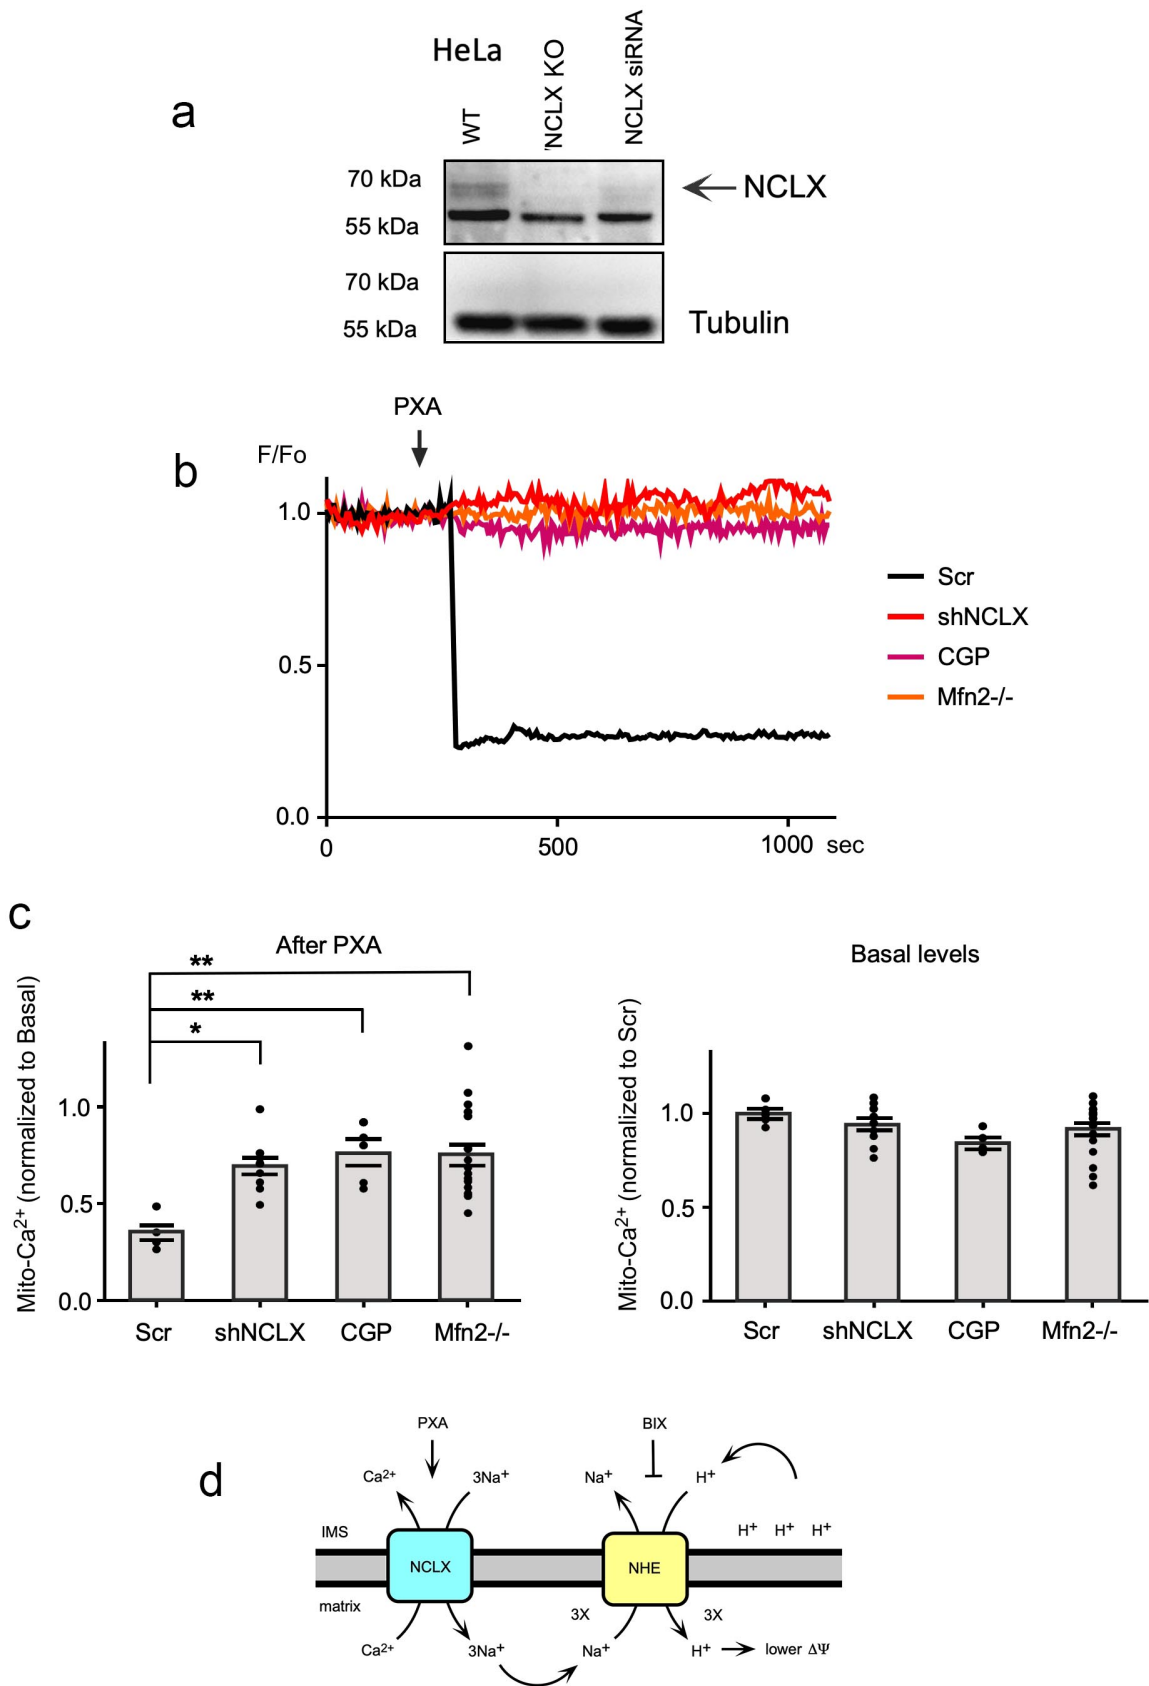 HeLa
a
WT
'NCLX KO
NCLX siRNA
70 kDa
NCLX
55 kDa
70 kDa
55 kDa
Tubulin
PXA
b
F/Fo
1.0
0.5
0.0
0
500
1000 sec
Scr
shNCLX
CGP
Mfn2-/-
c
After PXA
**
**
*
Mito-Ca²⁺ (normalized to Basal)
1.0
0.5
0.0
Scr
shNCLX
CGP
Mfn2-/-
Basal levels
Mito-Ca²⁺ (normalized to Scr)
1.0
0.5
0.0
Scr
shNCLX
CGP
Mfn2-/-
d
PXA
BIX
Ca²⁺
3Na⁺
Na⁺
H⁺
IMS
H⁺ H⁺ H⁺
NCLX
NHE
matrix
3X
3X
Ca²⁺
3Na⁺
Na⁺
H⁺
lower ΔΨ